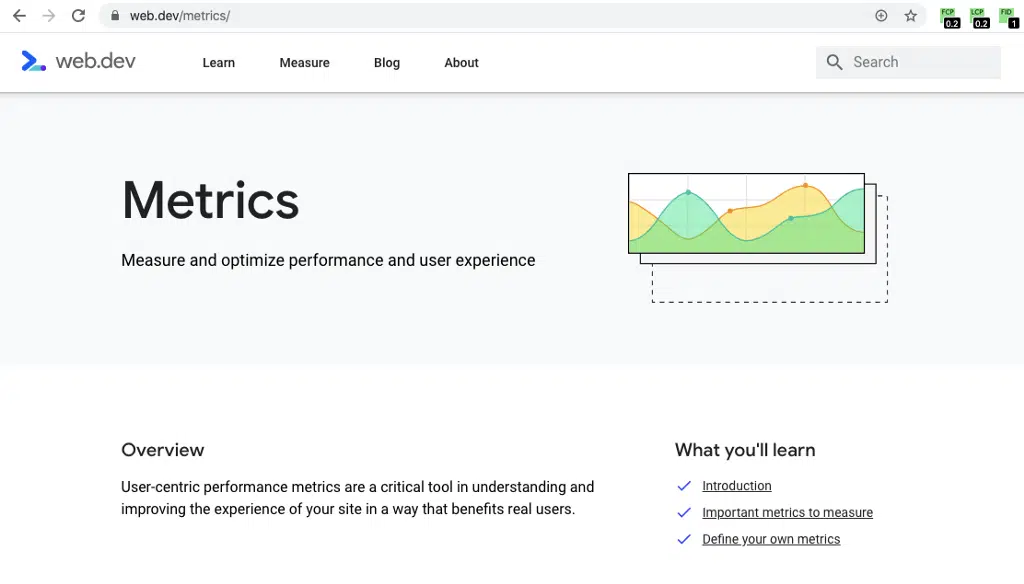 web.dev/metrics/
FCP LCP FID
0.2 0.2 1
web.dev Learn Measure Blog About Search
Metrics
Measure and optimize performance and user experience
Overview
User-centric performance metrics are a critical tool in understanding and
improving the experience of your site in a way that benefits real users.
What you'll learn
Introduction
Important metrics to measure
Define your own metrics